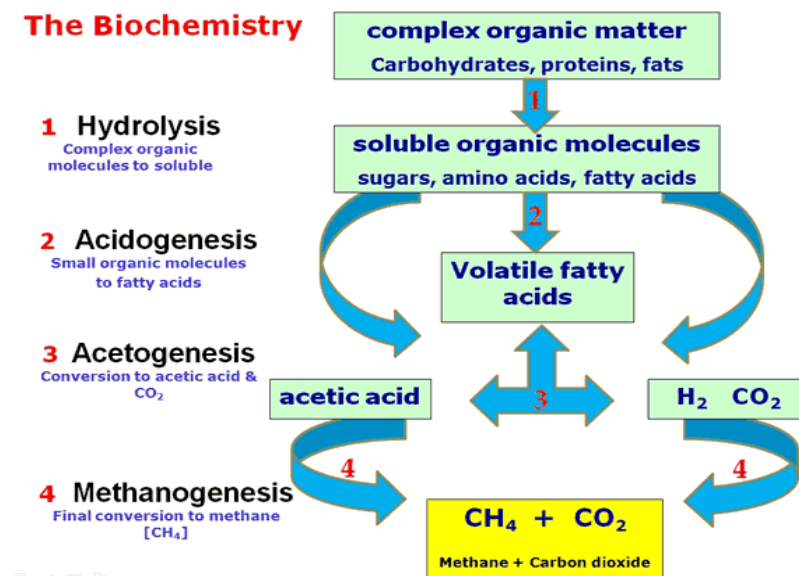 The Biochemistry
complex organic matter
Carbohydrates, proteins, fats
1
1 Hydrolysis
Complex organic
molecules to soluble
soluble organic molecules
sugars, amino acids, fatty acids
2
2 Acidogenesis
Small organic molecules
to fatty acids
Volatile fatty
acids
3 Acetogenesis
Conversion to acetic acid &
CO₂
acetic acid
3
H₂ CO₂
4
4
4 Methanogenesis
Final conversion to methane
[CH₄]
CH₄ + CO₂
Methane + Carbon dioxide